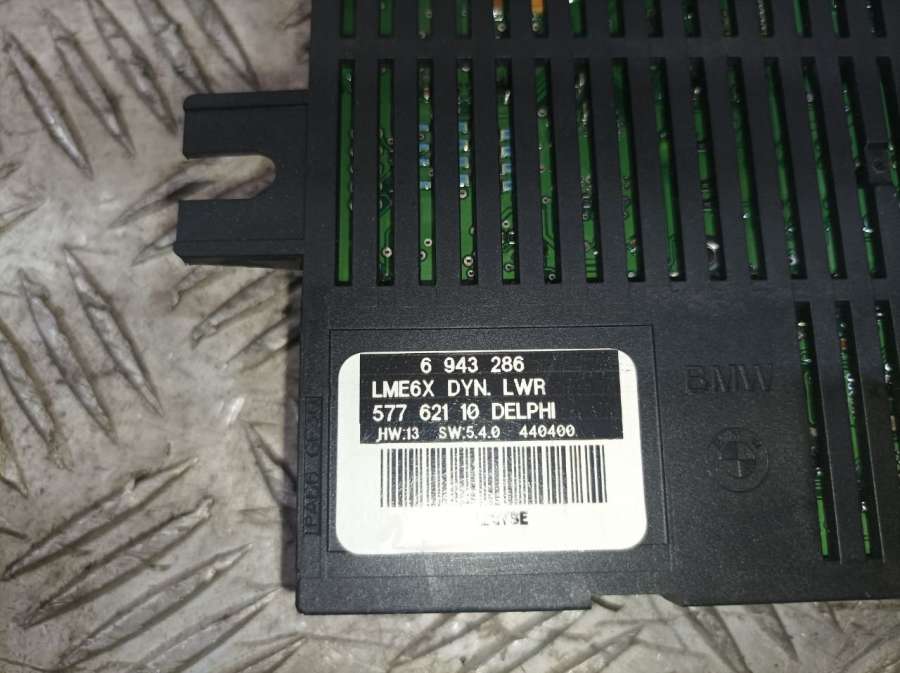 6 943 286
LME6X DYN. LWR
577 621 10 DELPHI
HW:13 SW:5.4.0 440400
BMW